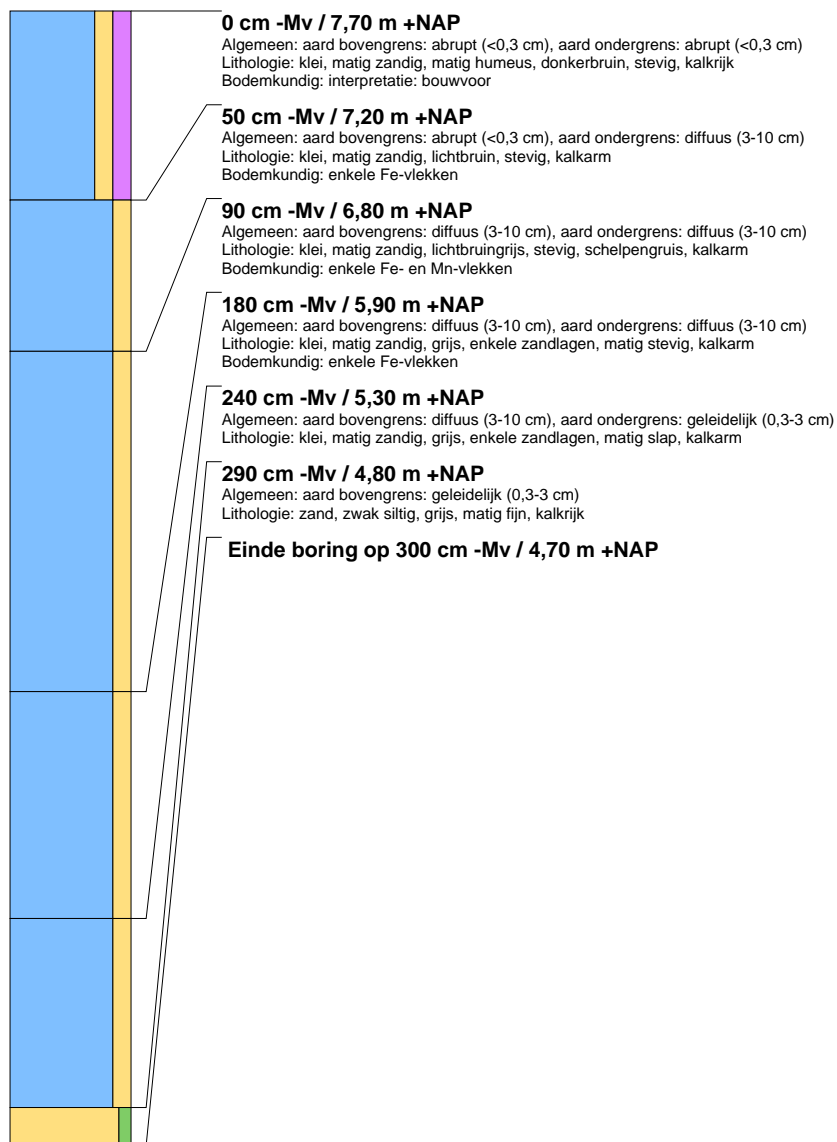 0 cm -Mv / 7,70 m +NAP
Algemeen: aard bovengrens: abrupt (<0,3 cm), aard ondergrens: abrupt (<0,3 cm)
Lithologie: klei, matig zandig, matig humeus, donkerbruin, stevig, kalkrijk
Bodemkundig: interpretatie: bouwvoor
50 cm -Mv / 7,20 m +NAP
Algemeen: aard bovengrens: abrupt (<0,3 cm), aard ondergrens: diffuus (3-10 cm)
Lithologie: klei, matig zandig, lichtbruin, stevig, kalkarm
Bodemkundig: enkele Fe-vlekken
90 cm -Mv / 6,80 m +NAP
Algemeen: aard bovengrens: diffuus (3-10 cm), aard ondergrens: diffuus (3-10 cm)
Lithologie: klei, matig zandig, lichtbruingrijs, stevig, schelpengruis, kalkarm
Bodemkundig: enkele Fe- en Mn-vlekken
180 cm -Mv / 5,90 m +NAP
Algemeen: aard bovengrens: diffuus (3-10 cm), aard ondergrens: diffuus (3-10 cm)
Lithologie: klei, matig zandig, grijs, enkele zandlagen, matig stevig, kalkarm
Bodemkundig: enkele Fe-vlekken
240 cm -Mv / 5,30 m +NAP
Algemeen: aard bovengrens: diffuus (3-10 cm), aard ondergrens: geleidelijk (0,3-3 cm)
Lithologie: klei, matig zandig, grijs, enkele zandlagen, matig slap, kalkarm
290 cm -Mv / 4,80 m +NAP
Algemeen: aard bovengrens: geleidelijk (0,3-3 cm)
Lithologie: zand, zwak siltig, grijs, matig fijn, kalkrijk
Einde boring op 300 cm -Mv / 4,70 m +NAP